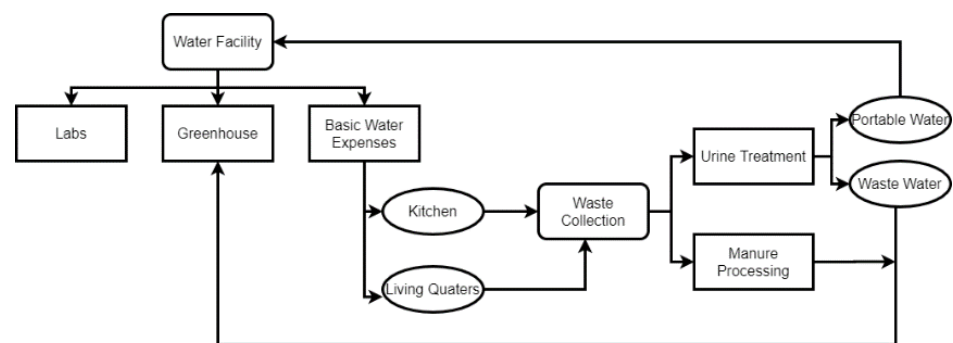 Water Facility
Labs
Greenhouse
Basic Water
Expenses
Portable Water
Urine Treatment
Waste Water
Kitchen
Waste
Collection
Manure
Processing
Living Quaters